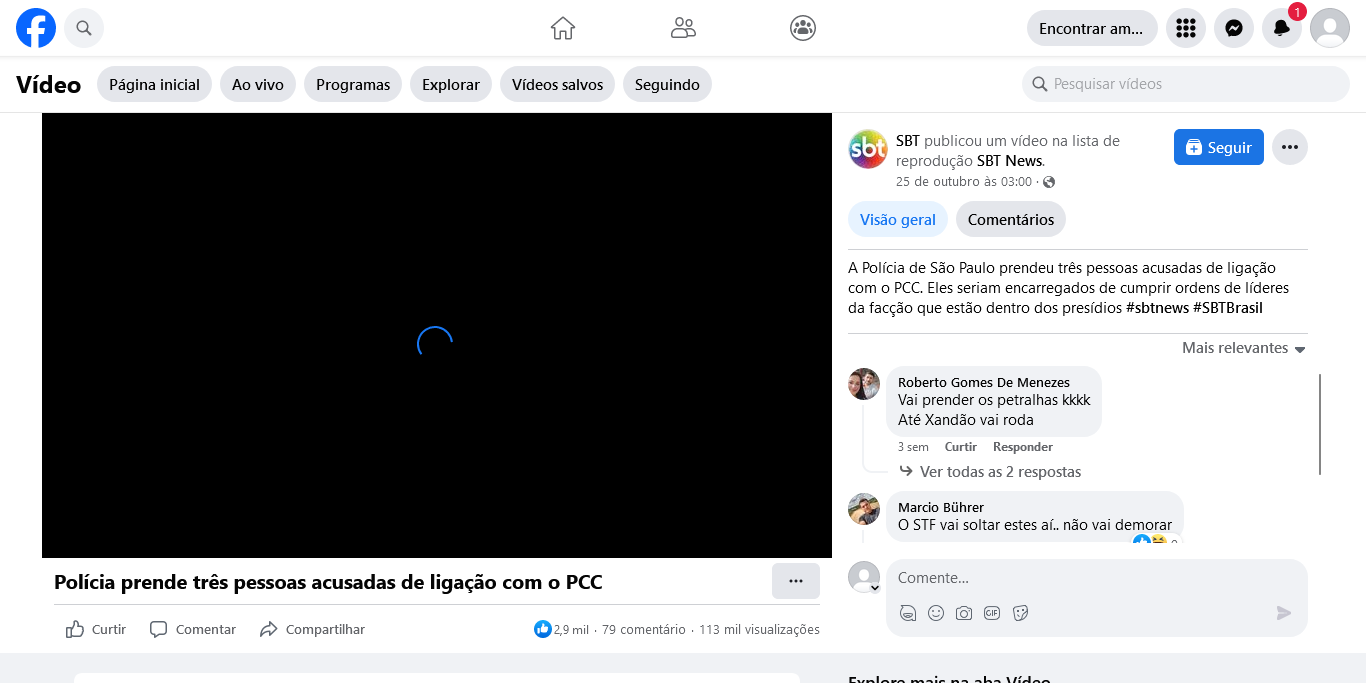 Encontrar am...
1
Vídeo
Página inicial
Ao vivo
Programas
Explorar
Vídeos salvos
Seguindo
Pesquisar vídeos
sbt
SBT publicou um vídeo na lista de
reprodução SBT News.
25 de outubro às 03:00 ·
Seguir
Visão geral
Comentários
A Polícia de São Paulo prendeu três pessoas acusadas de ligação
com o PCC. Eles seriam encarregados de cumprir ordens de líderes
da facção que estão dentro dos presídios #sbtnews #SBTBrasil
Mais relevantes
Roberto Gomes De Menezes
Vai prender os petralhas kkkk
Até Xandão vai roda
3 sem Curtir Responder
Ver todas as 2 respostas
Marcio Bührer
O STF vai soltar estes aí.. não vai demorar
Comente...
GIF
Polícia prende três pessoas acusadas de ligação com o PCC
Curtir
Comentar
Compartilhar
2,9 mil · 79 comentário · 113 mil visualizações
Explore mais na aba Vídeo